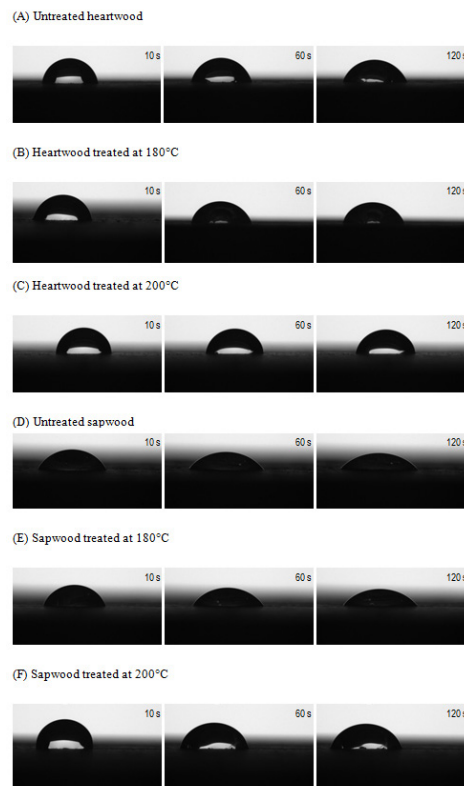 (A) Untreated heartwood
10 s 60 s 120 s
(B) Heartwood treated at 180°C
10 s 60 s 120 s
(C) Heartwood treated at 200°C
10 s 60 s 120 s
(D) Untreated sapwood
10 s 60 s 120 s
(E) Sapwood treated at 180°C
10 s 60 s 120 s
(F) Sapwood treated at 200°C
10 s 60 s 120 s